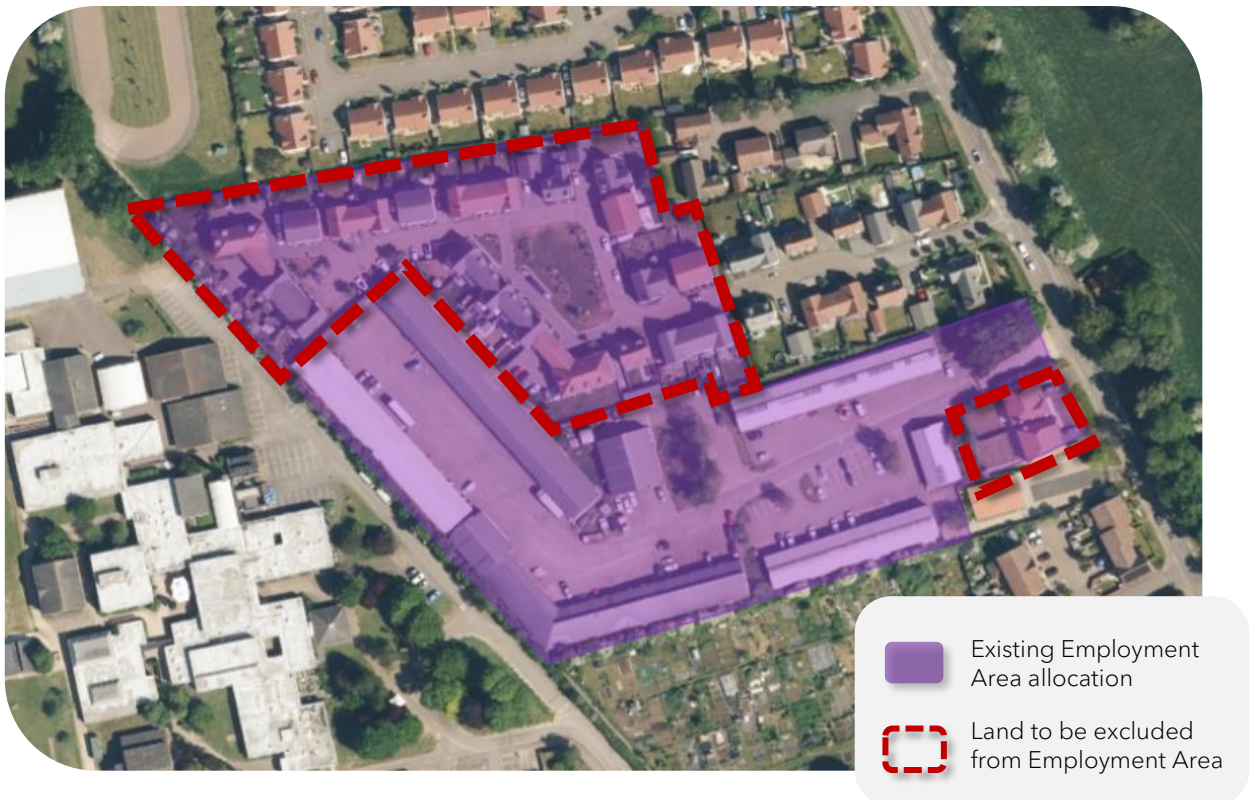 Existing Employment
Area allocation
Land to be excluded
from Employment Area